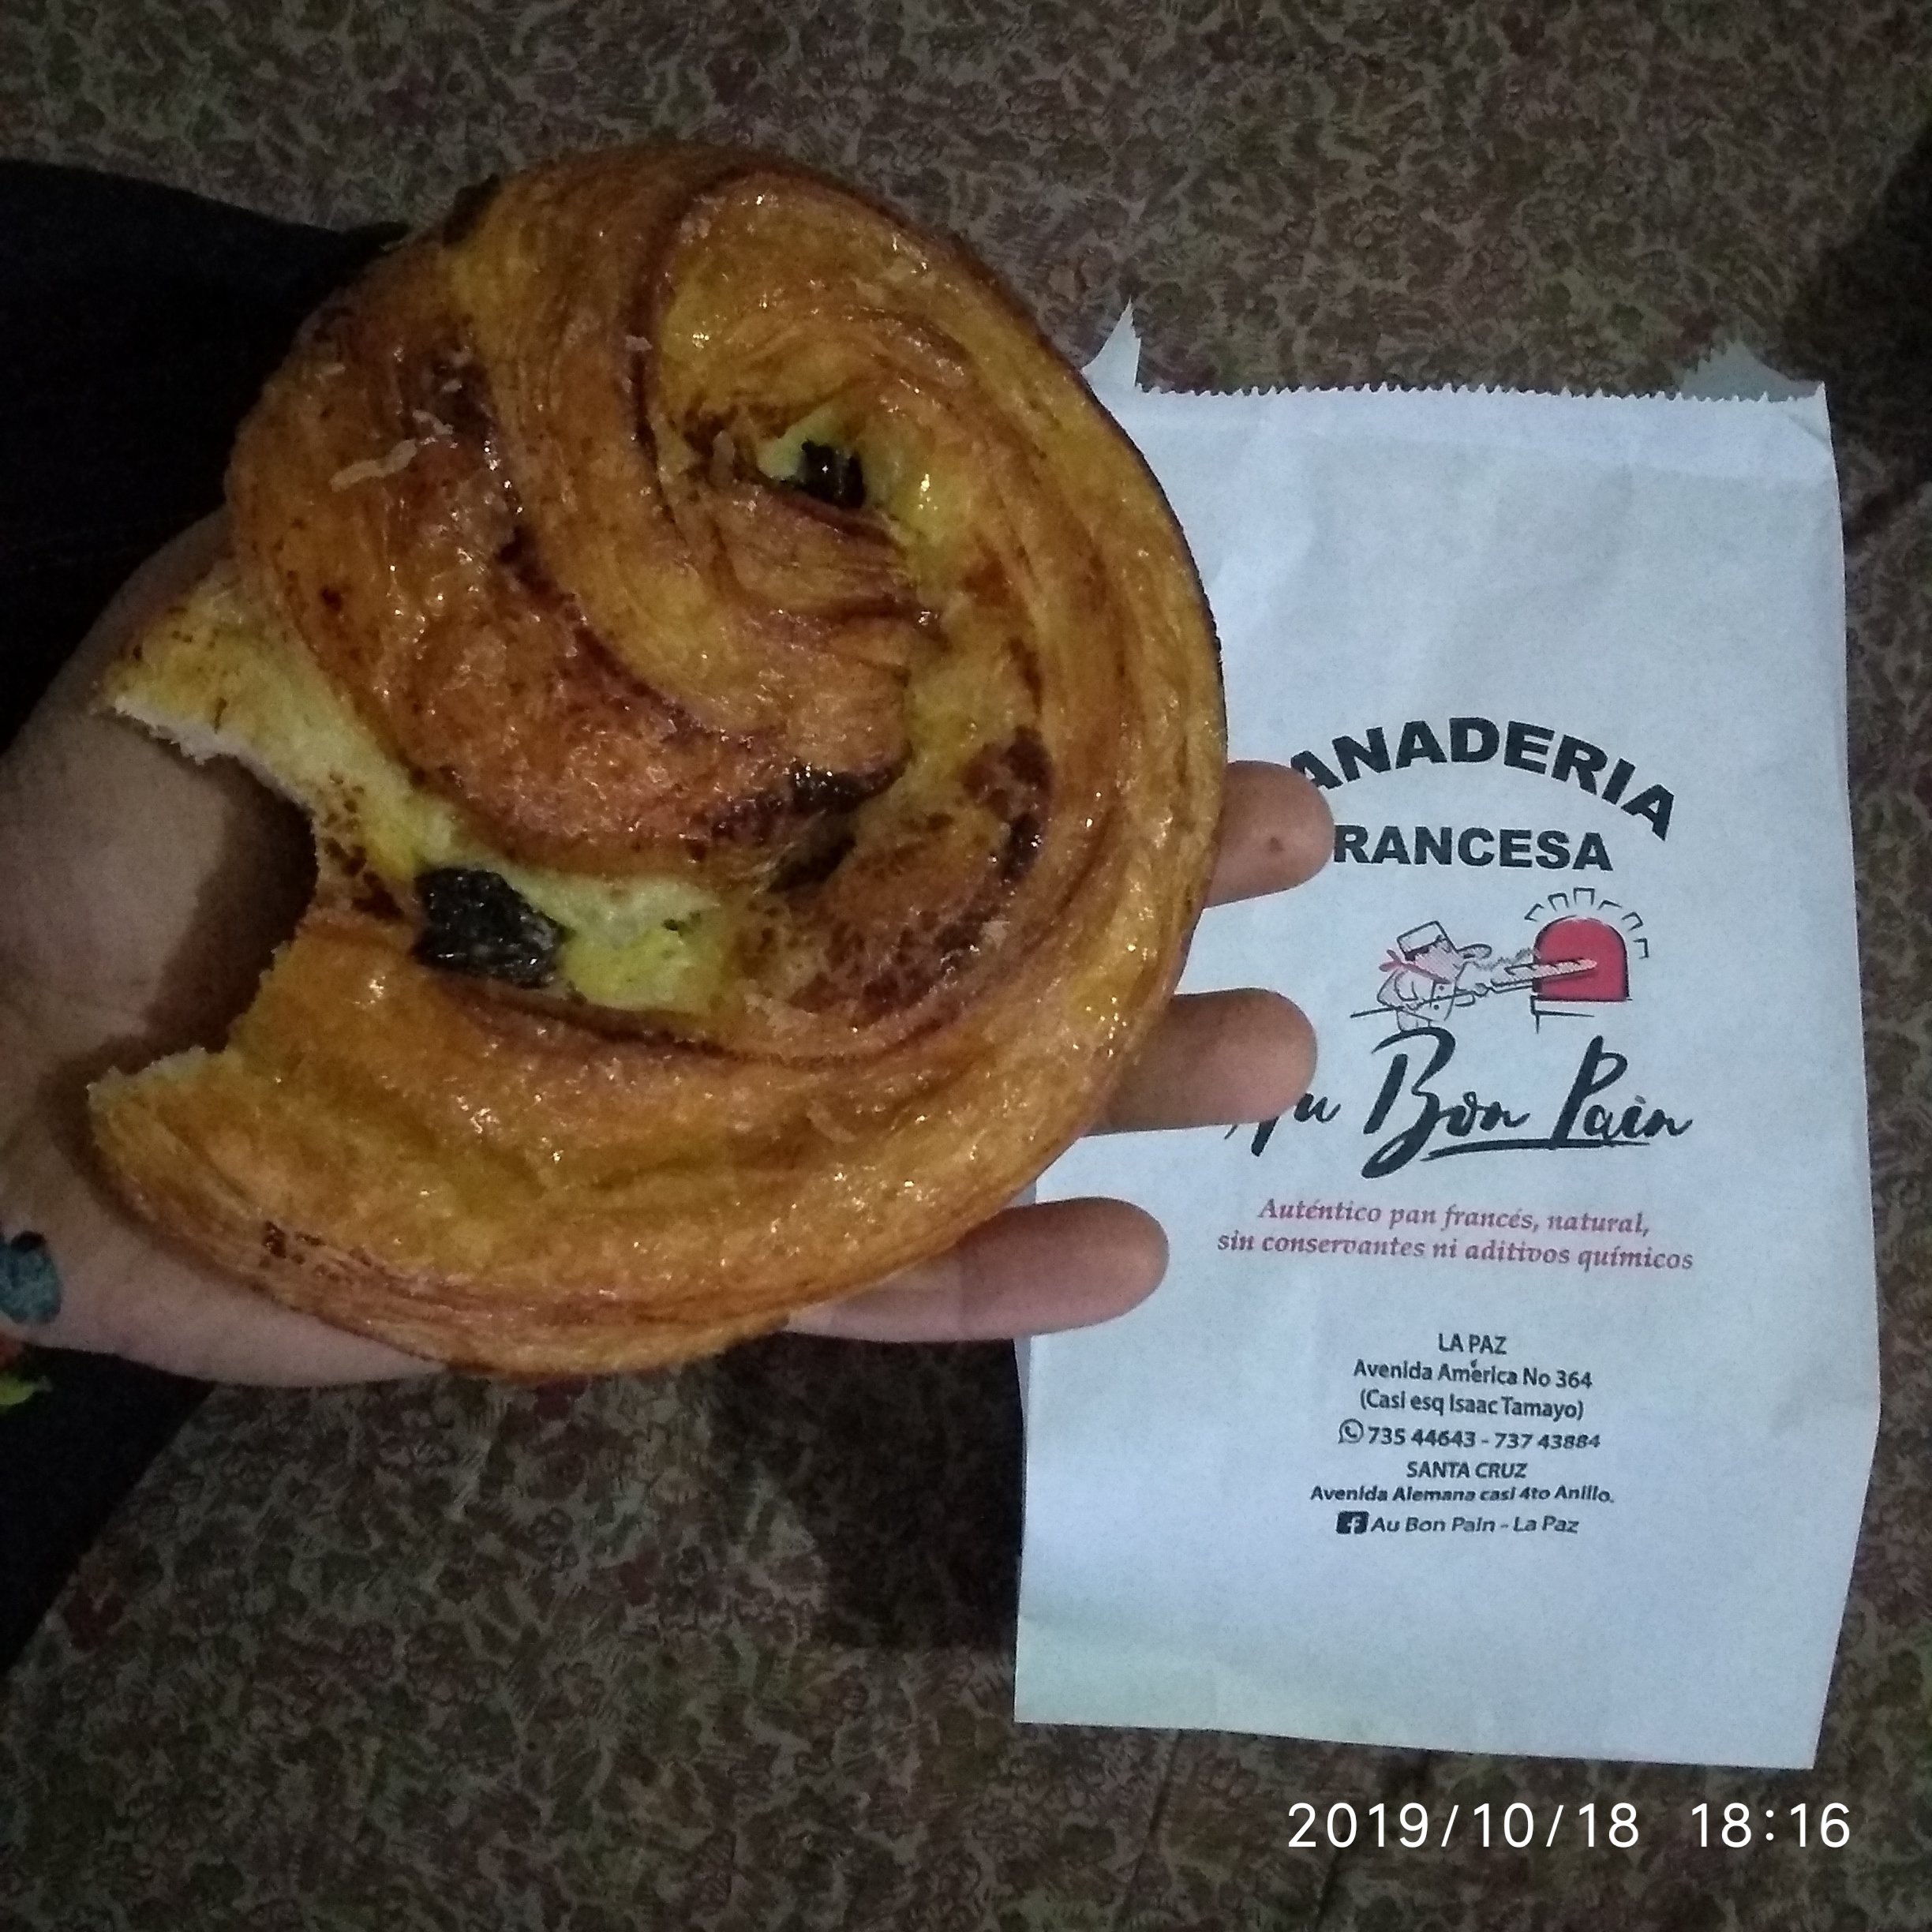 ANADERIA
RANCESA
Au Bon Pain
Auténtico pan francés, natural,
sin conservantes ni aditivos químicos
LA PAZ
Avenida América No 364
(Casi esq Isaac Tamayo)
735 44643 - 737 43884
SANTA CRUZ
Avenida Alemana casi 4to Anillo.
f Au Bon Pain - La Paz
2019/10/18 18:16